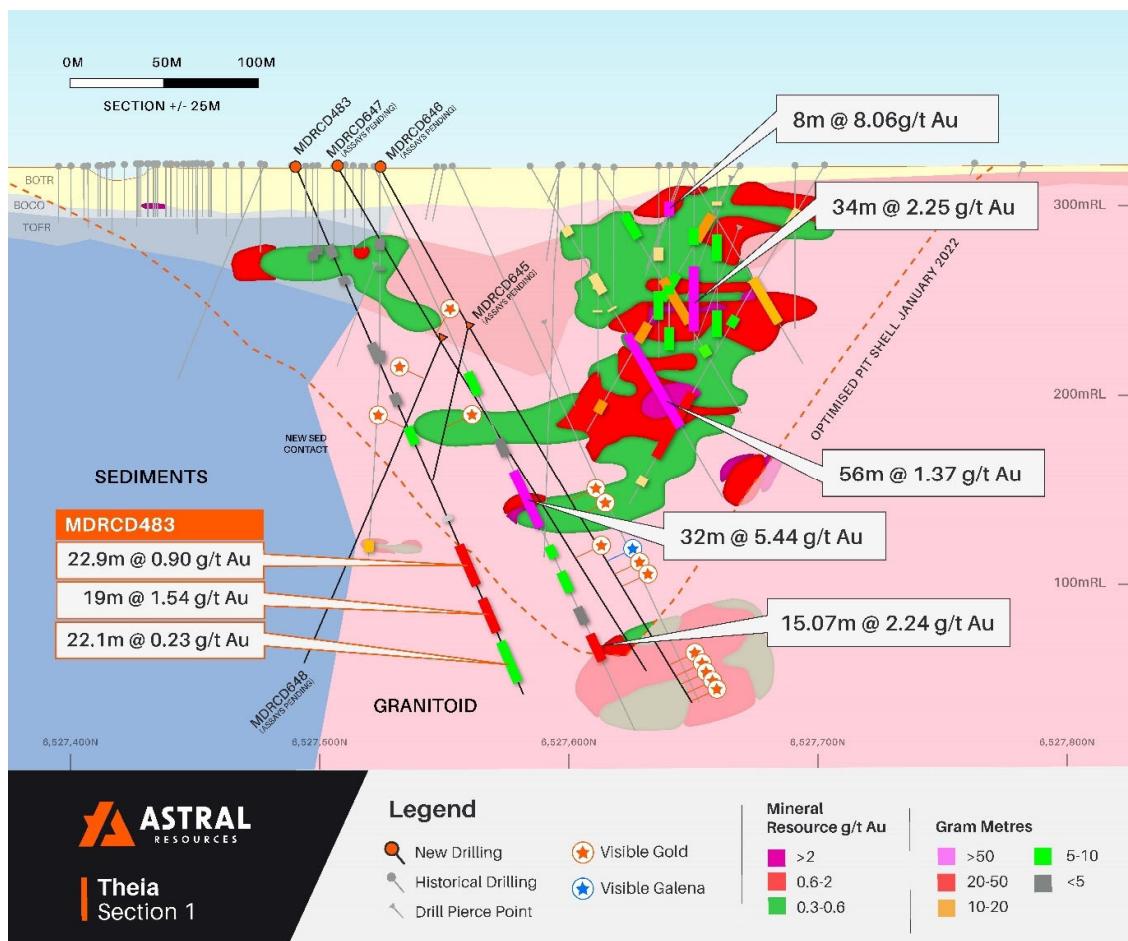 0M 50M 100M
SECTION +/- 25M
MDRCD483
MDRCD647
(ASSAYS PENDING)
MDRCD646
(ASSAYS PENDING)
8m @ 8.06g/t Au
34m @ 2.25 g/t Au
BOTR
BOCO
TOFR
300mRL
MDRCD645
(ASSAYS PENDING)
OPTIMISED PIT SHELL JANUARY 2022
200mRL
NEW SED
CONTACT
SEDIMENTS
56m @ 1.37 g/t Au
MDRCD483
22.9m @ 0.90 g/t Au
19m @ 1.54 g/t Au
22.1m @ 0.23 g/t Au
32m @ 5.44 g/t Au
100mRL
15.07m @ 2.24 g/t Au
MDRCD648
(ASSAYS PENDING)
GRANITOID
6,527,400N 6,527,500N 6,527,600N 6,527,700N 6,527,800N
ASTRAL
RESOURCES
Theia
Section 1
Legend
New Drilling
Historical Drilling
Drill Pierce Point
Visible Gold
Visible Galena
Mineral
Resource g/t Au
>2
0.6-2
0.3-0.6
Gram Metres
>50
20-50
10-20
5-10
<5